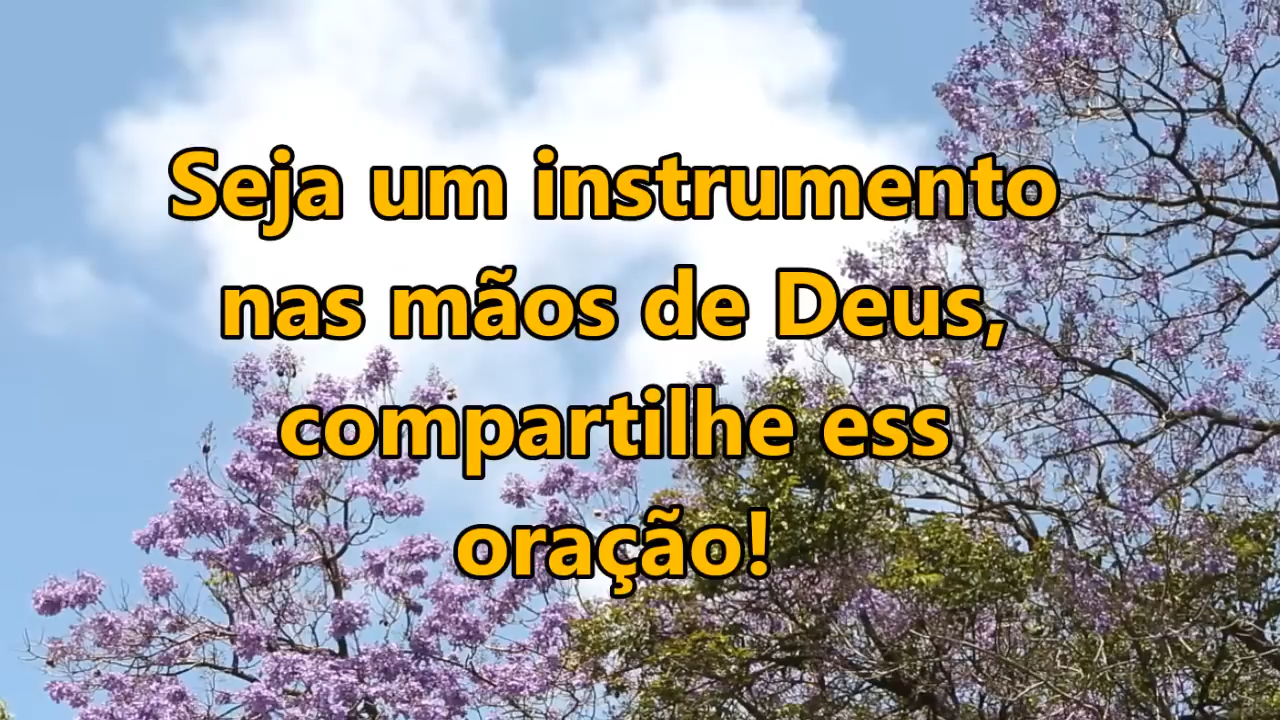 Seja um instrumento
nas mãos de Deus,
compartilhe ess
oração!